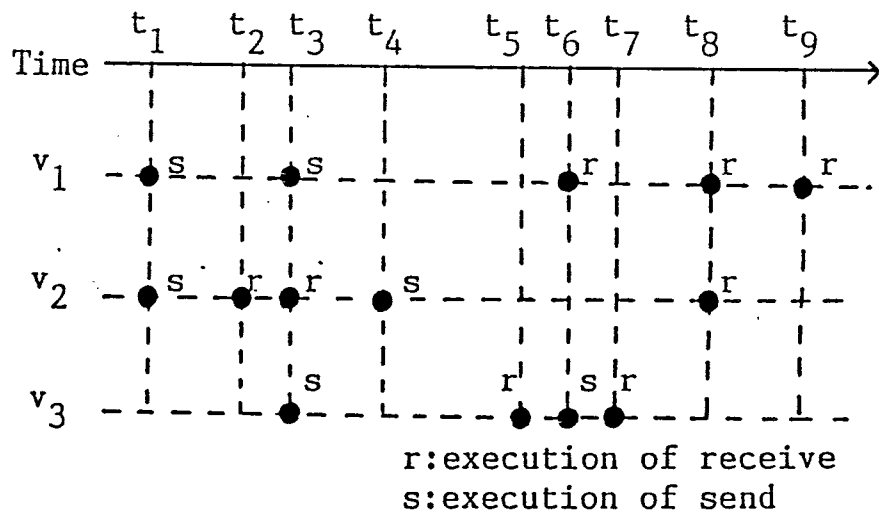 t1 t2 t3 t4 t5 t6 t7 t8 t9
Time
v1 s s r r r
v2 s r r s r
v3 s r s r
r:execution of receive
s:execution of send